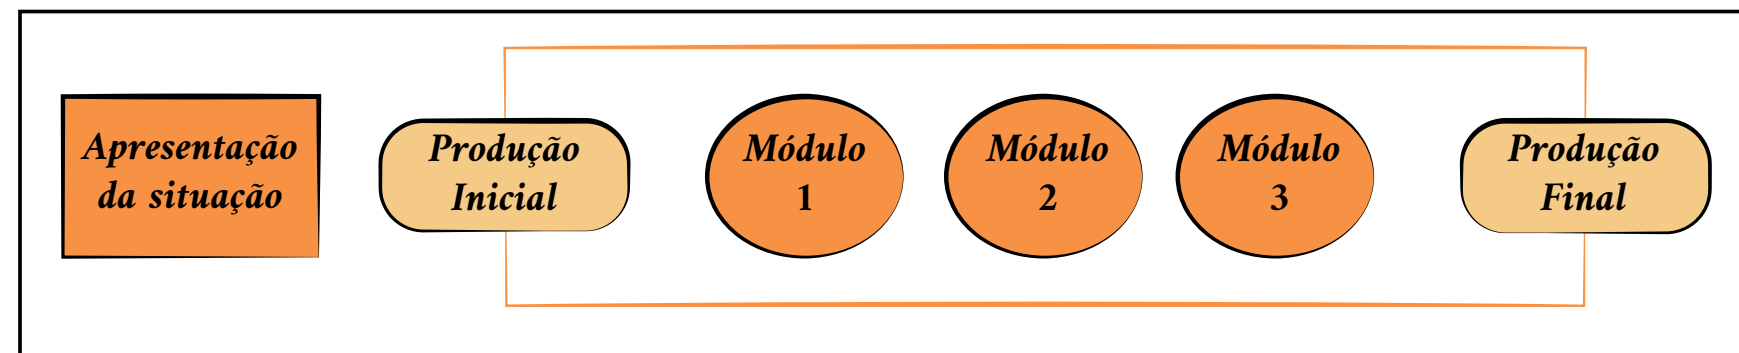 Apresentação
da situação
Produção
Inicial
Módulo
1
Módulo
2
Módulo
3
Produção
Final